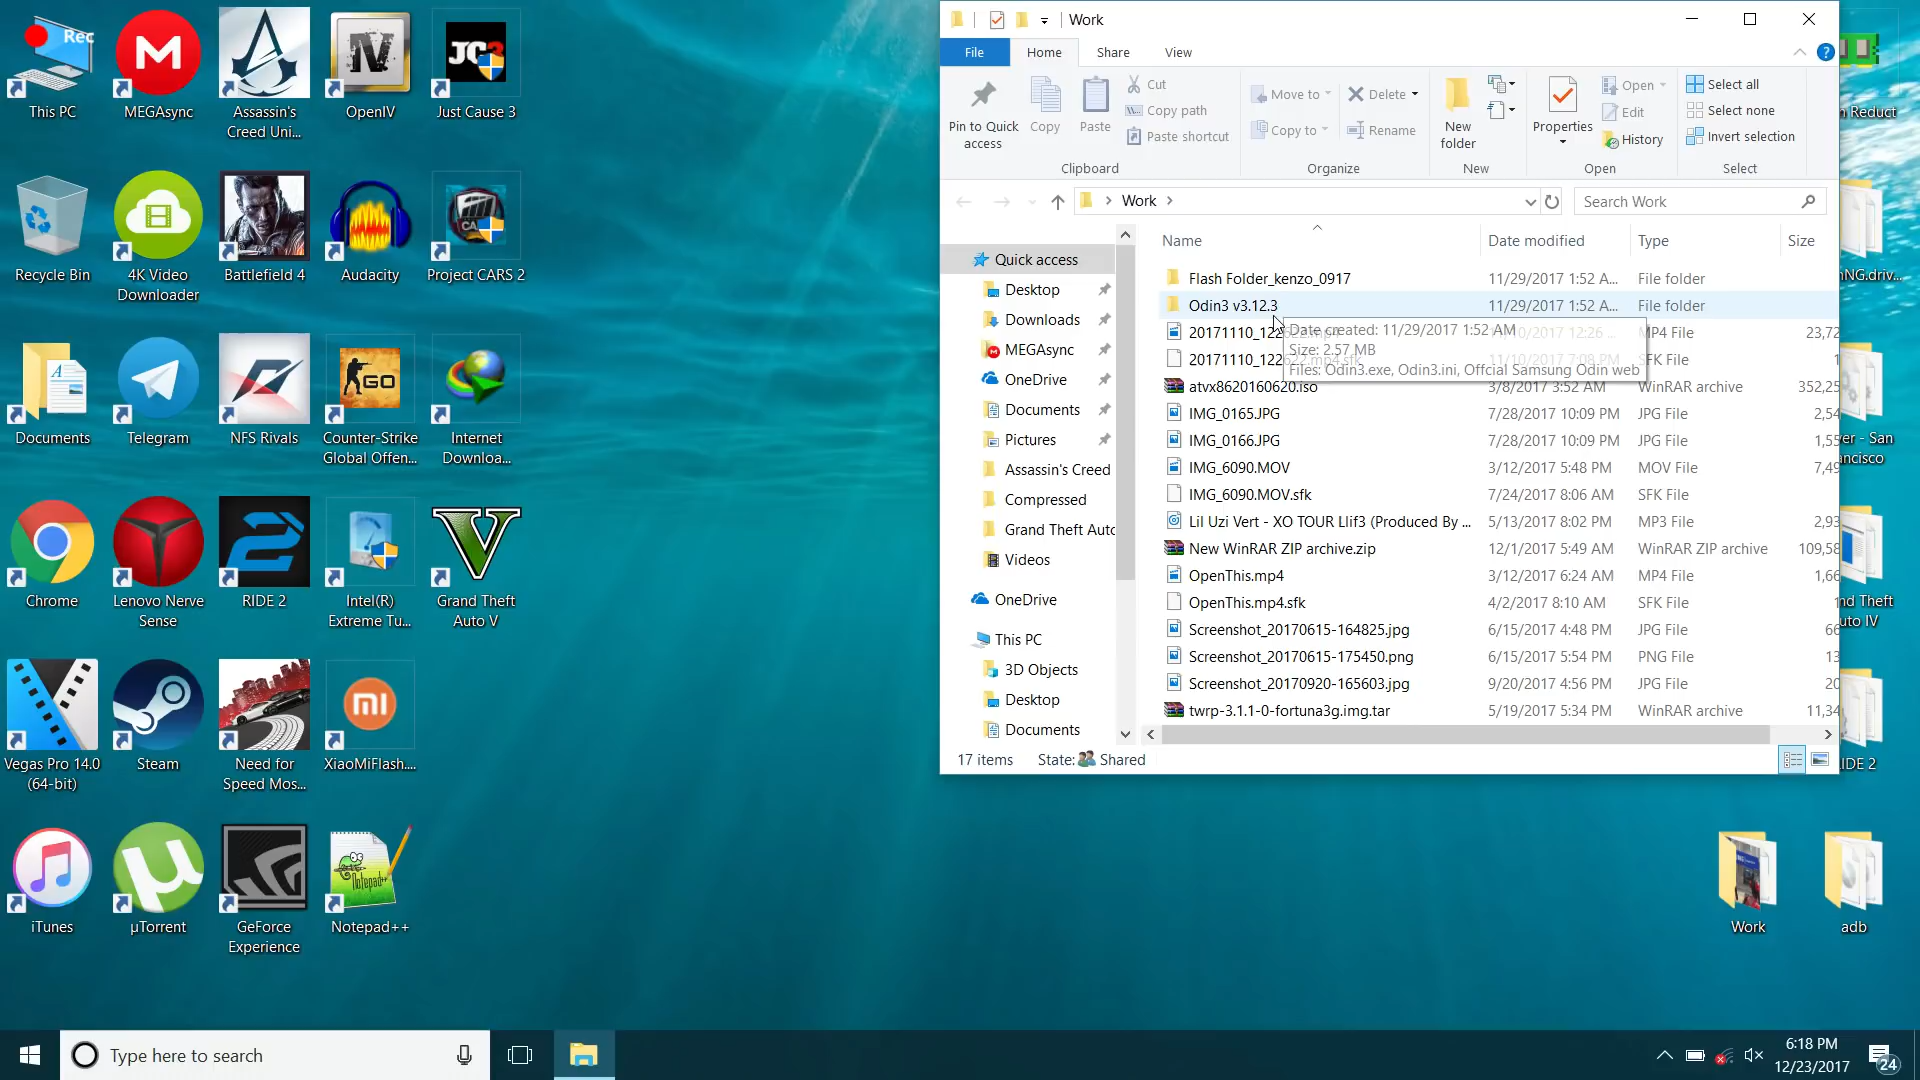 Rec
This PC
MEGAsync
Assassin's
Creed Uni...
OpenIV
JC3
Just Cause 3
Recycle Bin
4K Video
Downloader
Battlefield 4
Audacity
Project CARS 2
Documents
Telegram
NFS Rivals
GO
Counter-Strike
Global Offen...
Internet
Downloa...
Chrome
Lenovo Nerve
Sense
RIDE 2
Intel(R)
Extreme Tu...
Grand Theft
Auto V
Vegas Pro 14.0
(64-bit)
Steam
Need for
Speed Mos...
XiaoMiFlash....
iTunes
µTorrent
GeForce
Experience
Notepad++
Work
File
Home
Share
View
Pin to Quick
access
Copy
Paste
Cut
Copy path
Paste shortcut
Clipboard
Move to
Copy to
Delete
Rename
Organize
New
folder
New
Properties
Open
Edit
History
Open
Select all
Select none
Invert selection
Select
Work
Search Work
Quick access
Desktop
Downloads
MEGAsync
OneDrive
Documents
Pictures
Assassin's Creed
Compressed
Grand Theft Auto
Videos
OneDrive
This PC
3D Objects
Desktop
Documents
Name Date modified Type Size
Flash Folder_kenzo_0917 11/29/2017 1:52 A... File folder
Odin3 v3.12.3 11/29/2017 1:52 A... File folder
Date created: 11/29/2017 1:52 AM
Size: 2.57 MB
Files: Odin3.exe, Odin3.ini, Offcial Samsung Odin web
MP4 File 23,72
SFK File 1
atvx8620160620.iso 3/8/2017 3:52 AM WinRAR archive 352,25
IMG_0165.JPG 7/28/2017 10:09 PM JPG File 2,54
IMG_0166.JPG 7/28/2017 10:09 PM JPG File 1,55
IMG_6090.MOV 3/12/2017 5:48 PM MOV File 7,49
IMG_6090.MOV.sfk 7/24/2017 8:06 AM SFK File
Lil Uzi Vert - XO TOUR Llif3 (Produced By ... 5/13/2017 8:02 PM MP3 File 2,93
New WinRAR ZIP archive.zip 12/1/2017 5:49 AM WinRAR ZIP archive 109,58
OpenThis.mp4 3/12/2017 6:24 AM MP4 File 1,66
OpenThis.mp4.sfk 4/2/2017 8:10 AM SFK File 1
Screenshot_20170615-164825.jpg 6/15/2017 4:48 PM JPG File 66
Screenshot_20170615-175450.png 6/15/2017 5:54 PM PNG File 13
Screenshot_20170920-165603.jpg 9/20/2017 4:56 PM JPG File 20
twrp-3.1.1-0-fortuna3g.img.tar 5/19/2017 5:34 PM WinRAR archive 11,34
17 items State: Shared
Reduct
Work
adb
Type here to search
6:18 PM
12/23/2017
24